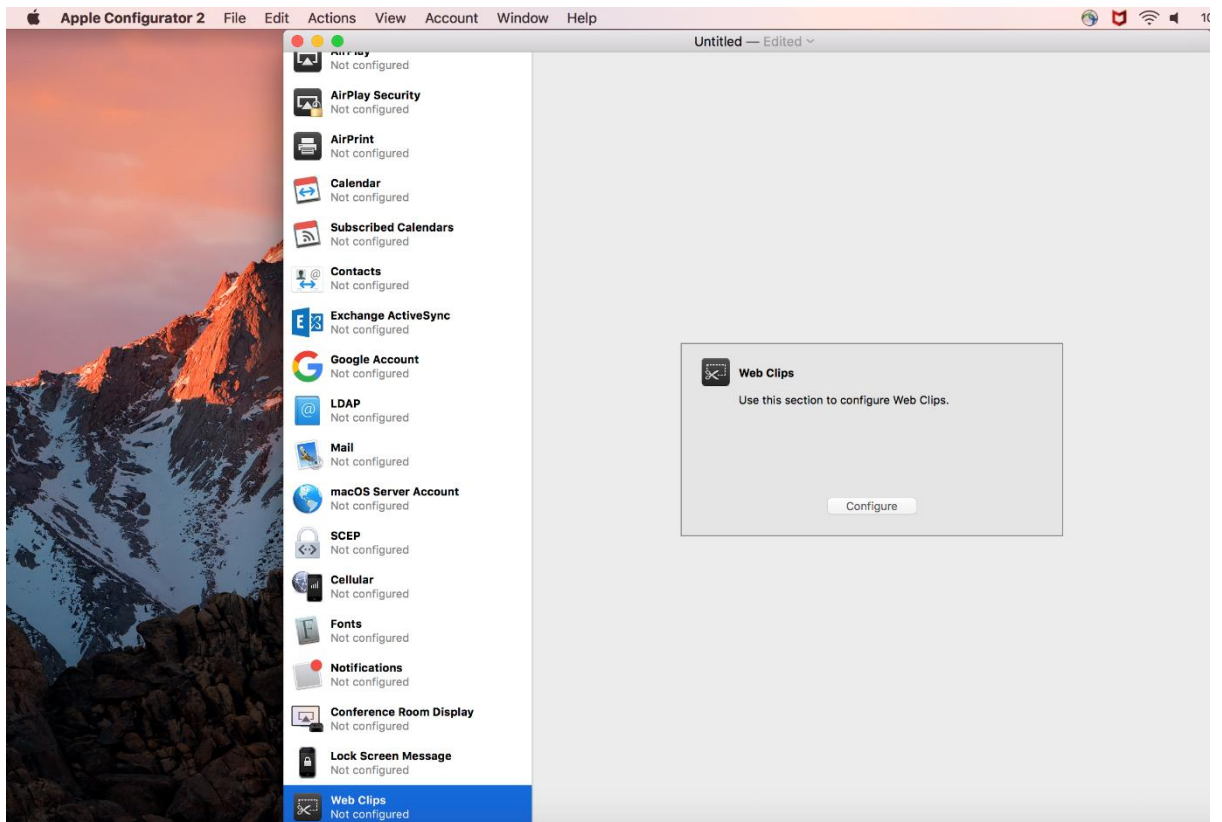 Apple Configurator 2 File Edit Actions View Account Window Help
Untitled — Edited
AirPlay
Not configured
AirPlay Security
Not configured
AirPrint
Not configured
Calendar
Not configured
Subscribed Calendars
Not configured
Contacts
Not configured
Exchange ActiveSync
Not configured
Google Account
Not configured
LDAP
Not configured
Mail
Not configured
macOS Server Account
Not configured
SCEP
Not configured
Cellular
Not configured
Fonts
Not configured
Notifications
Not configured
Conference Room Display
Not configured
Lock Screen Message
Not configured
Web Clips
Not configured
Web Clips
Use this section to configure Web Clips.
Configure